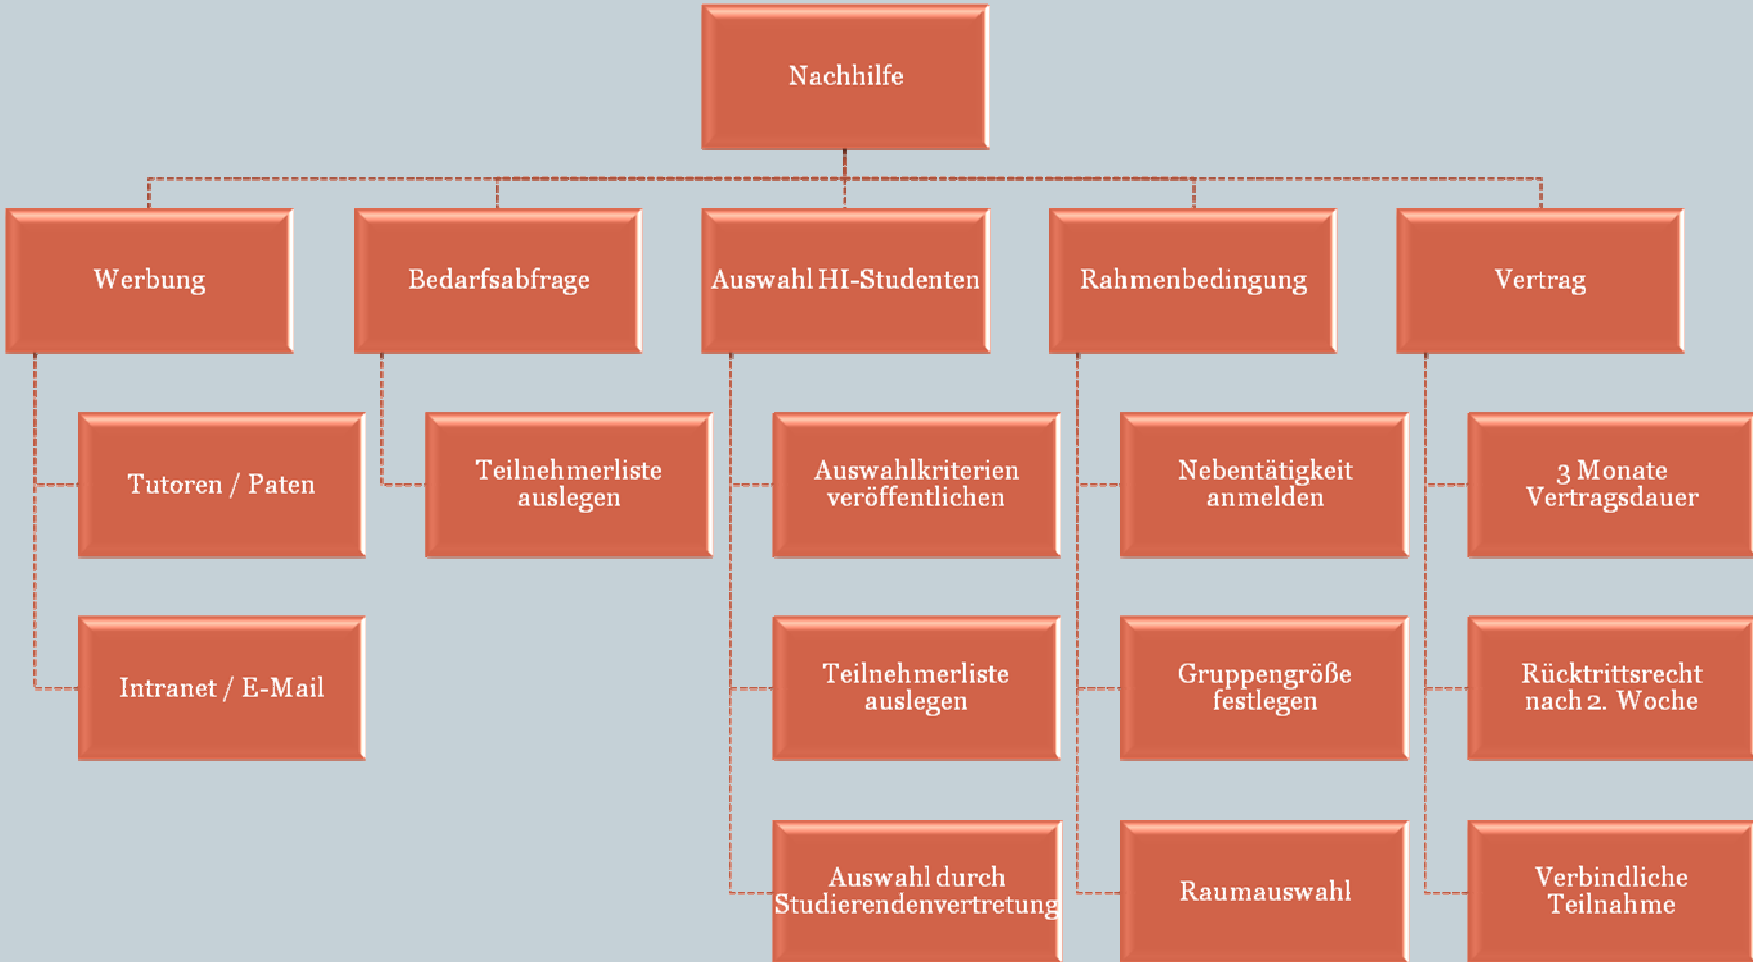 Nachhilfe
Werbung
Bedarfsabfrage
Auswahl HI-Studenten
Rahmenbedingung
Vertrag
Tutoren / Paten
Intranet / E-Mail
Teilnehmerliste
auslegen
Auswahlkriterien
veröffentlichen
Teilnehmerliste
auslegen
Auswahl durch
Studierendenvertretung
Nebentätigkeit
anmelden
Gruppengröße
festlegen
Raumauswahl
3 Monate
Vertragsdauer
Rücktrittsrecht
nach 2. Woche
Verbindliche
Teilnahme